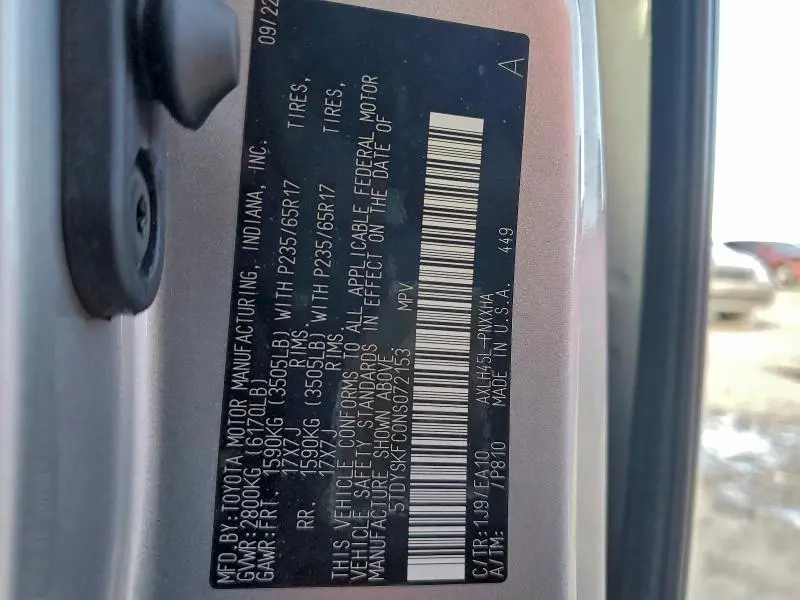 MFD.BY:TOYOTA MOTOR MANUFACTURING, INDIANA, INC. 09/22
GVWR:2800KG (6170LB)
GAWR:FRT. 1590KG (3505LB) WITH P235/65R17 TIRES,
17X7J RIMS.
RR. 1590KG (3505LB) WITH P235/65R17 TIRES,
17X7J RIMS.
THIS VEHICLE CONFORMS TO ALL APPLICABLE FEDERAL MOTOR
VEHICLE SAFETY STANDARDS IN EFFECT ON THE DATE OF
MANUFACTURE SHOWN ABOVE.
5TDYSKFC0NS072153 MPV
C/TR:1J9/EA10 AXLH45L-PNXXHA A
A/TM: /P810 MADE IN U.S.A. 449